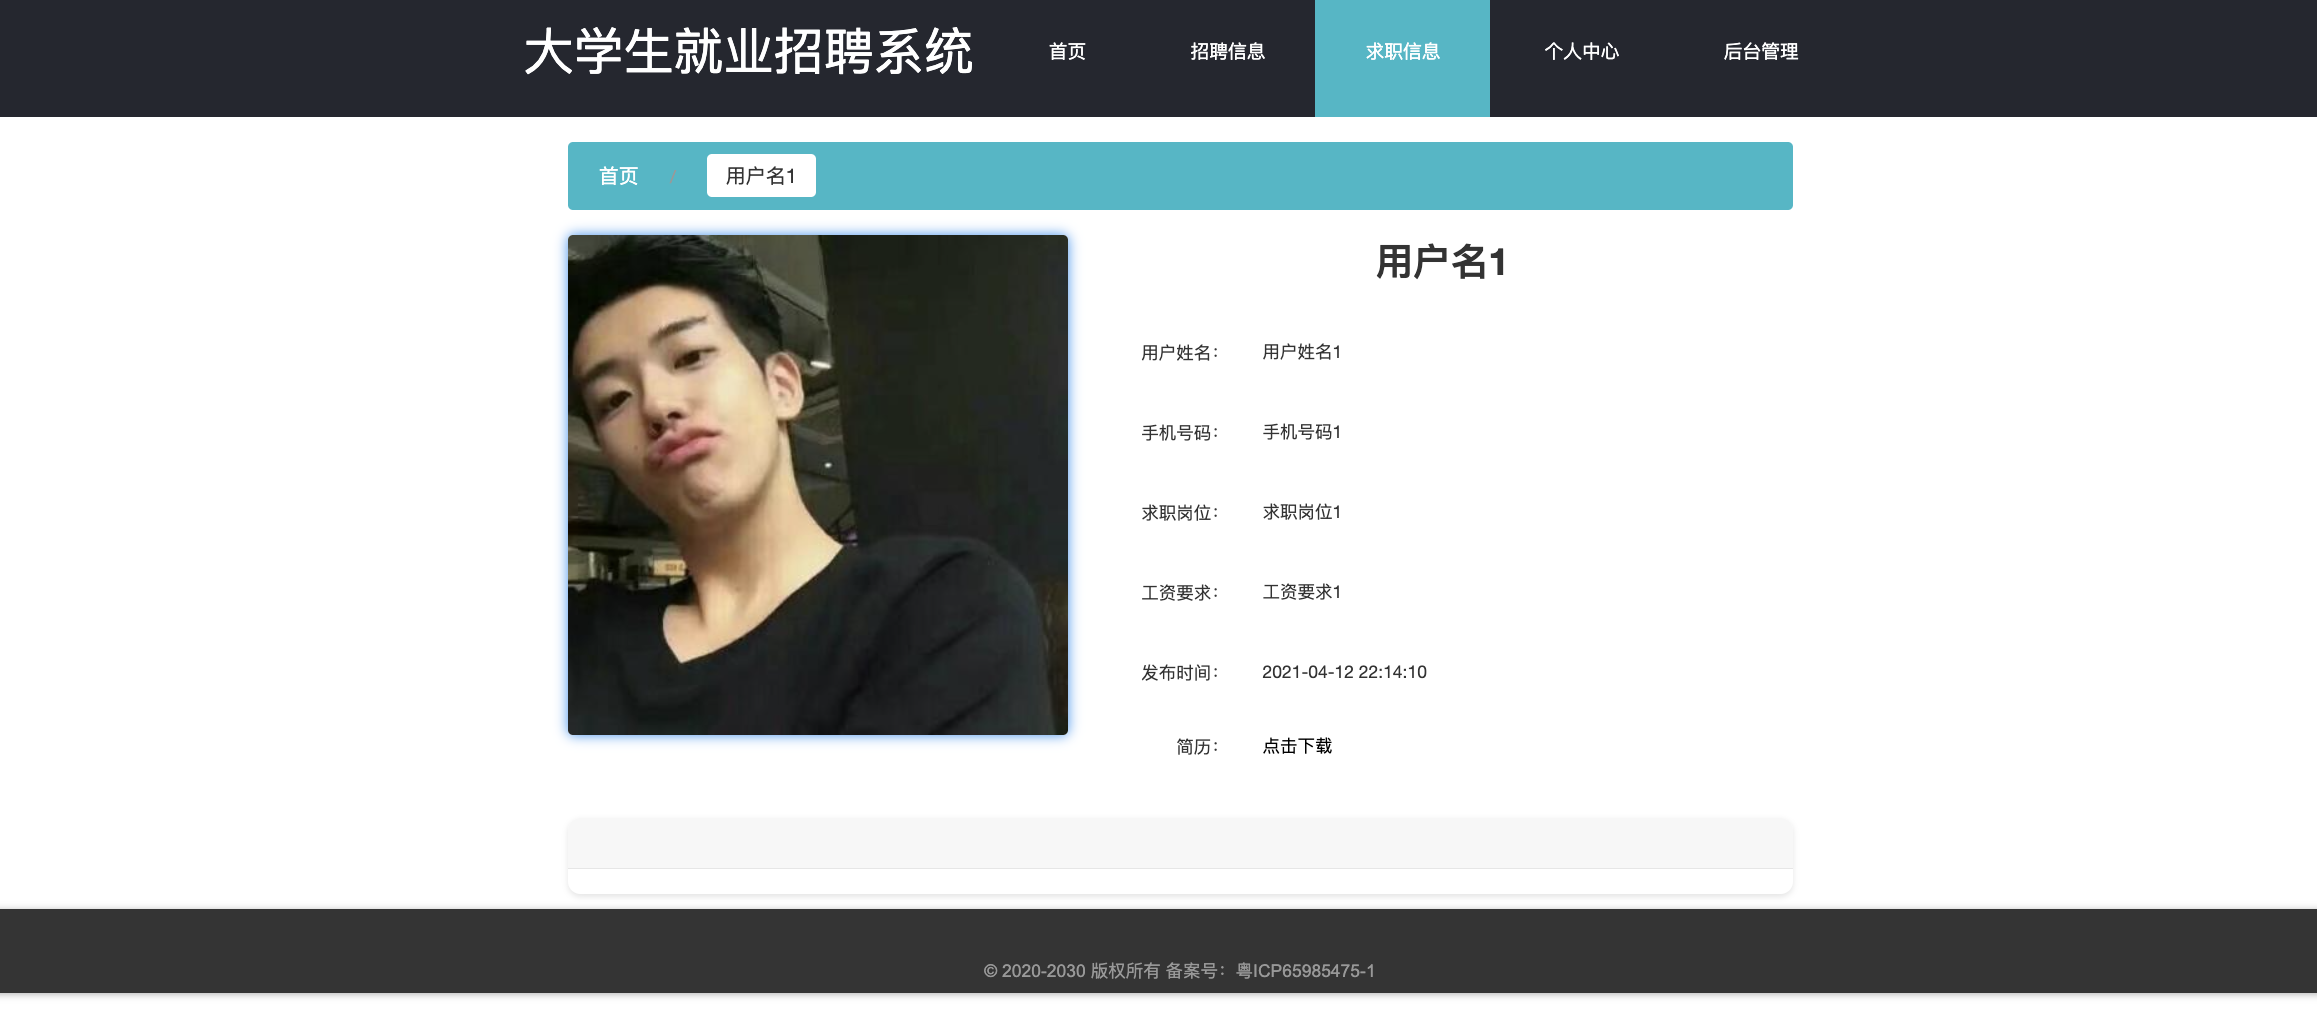 大学生就业招聘系统 首页 招聘信息 求职信息 个人中心 后台管理
首页 / 用户名1
用户名1
用户姓名： 用户姓名1
手机号码： 手机号码1
求职岗位： 求职岗位1
工资要求： 工资要求1
发布时间： 2021-04-12 22:14:10
简历： 点击下载
© 2020-2030 版权所有 备案号：粤ICP65985475-1